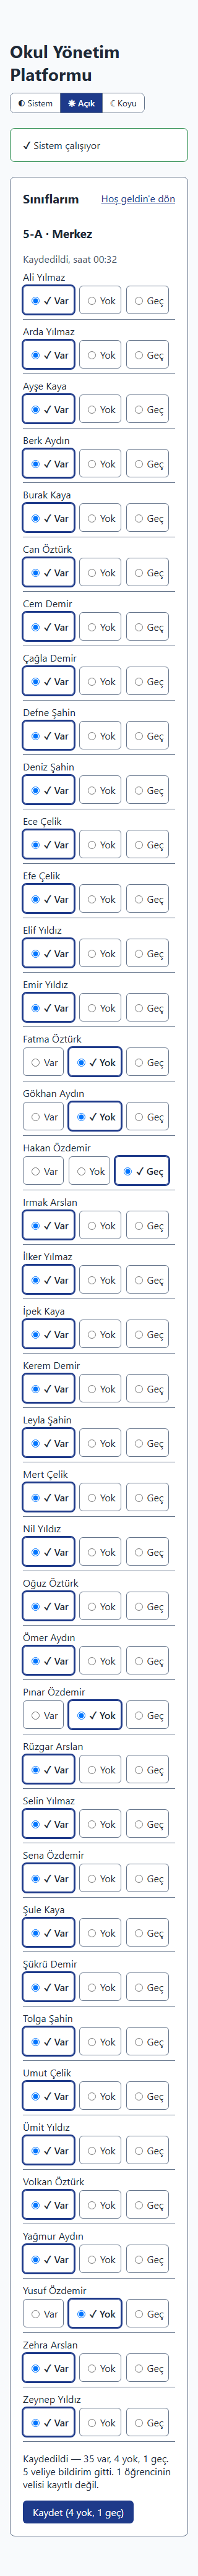 Okul Yönetim
Platformu
Sistem Açık Koyu
✓ Sistem çalışıyor
Sınıflarım Hoş geldin'e dön
5-A · Merkez
Kaydedildi, saat 00:32
Ali Yılmaz
✓ Var Yok Geç
Arda Yılmaz
✓ Var Yok Geç
Ayşe Kaya
✓ Var Yok Geç
Berk Aydın
✓ Var Yok Geç
Burak Kaya
✓ Var Yok Geç
Can Öztürk
✓ Var Yok Geç
Cem Demir
✓ Var Yok Geç
Çağla Demir
✓ Var Yok Geç
Defne Şahin
✓ Var Yok Geç
Deniz Şahin
✓ Var Yok Geç
Ece Çelik
✓ Var Yok Geç
Efe Çelik
✓ Var Yok Geç
Elif Yıldız
✓ Var Yok Geç
Emir Yıldız
✓ Var Yok Geç
Fatma Öztürk
Var ✓ Yok Geç
Gökhan Aydın
Var ✓ Yok Geç
Hakan Özdemir
Var Yok ✓ Geç
Irmak Arslan
✓ Var Yok Geç
İlker Yılmaz
✓ Var Yok Geç
İpek Kaya
✓ Var Yok Geç
Kerem Demir
✓ Var Yok Geç
Leyla Şahin
✓ Var Yok Geç
Mert Çelik
✓ Var Yok Geç
Nil Yıldız
✓ Var Yok Geç
Oğuz Öztürk
✓ Var Yok Geç
Ömer Aydın
✓ Var Yok Geç
Pınar Özdemir
Var ✓ Yok Geç
Rüzgar Arslan
✓ Var Yok Geç
Selin Yılmaz
✓ Var Yok Geç
Sena Özdemir
✓ Var Yok Geç
Şule Kaya
✓ Var Yok Geç
Şükrü Demir
✓ Var Yok Geç
Tolga Şahin
✓ Var Yok Geç
Umut Çelik
✓ Var Yok Geç
Ümit Yıldız
✓ Var Yok Geç
Volkan Öztürk
✓ Var Yok Geç
Yağmur Aydın
✓ Var Yok Geç
Yusuf Özdemir
Var ✓ Yok Geç
Zehra Arslan
✓ Var Yok Geç
Zeynep Yıldız
✓ Var Yok Geç
Kaydedildi — 35 var, 4 yok, 1 geç.
5 veliye bildirim gitti. 1 öğrencinin
velisi kayıtlı değil.
Kaydet (4 yok, 1 geç)